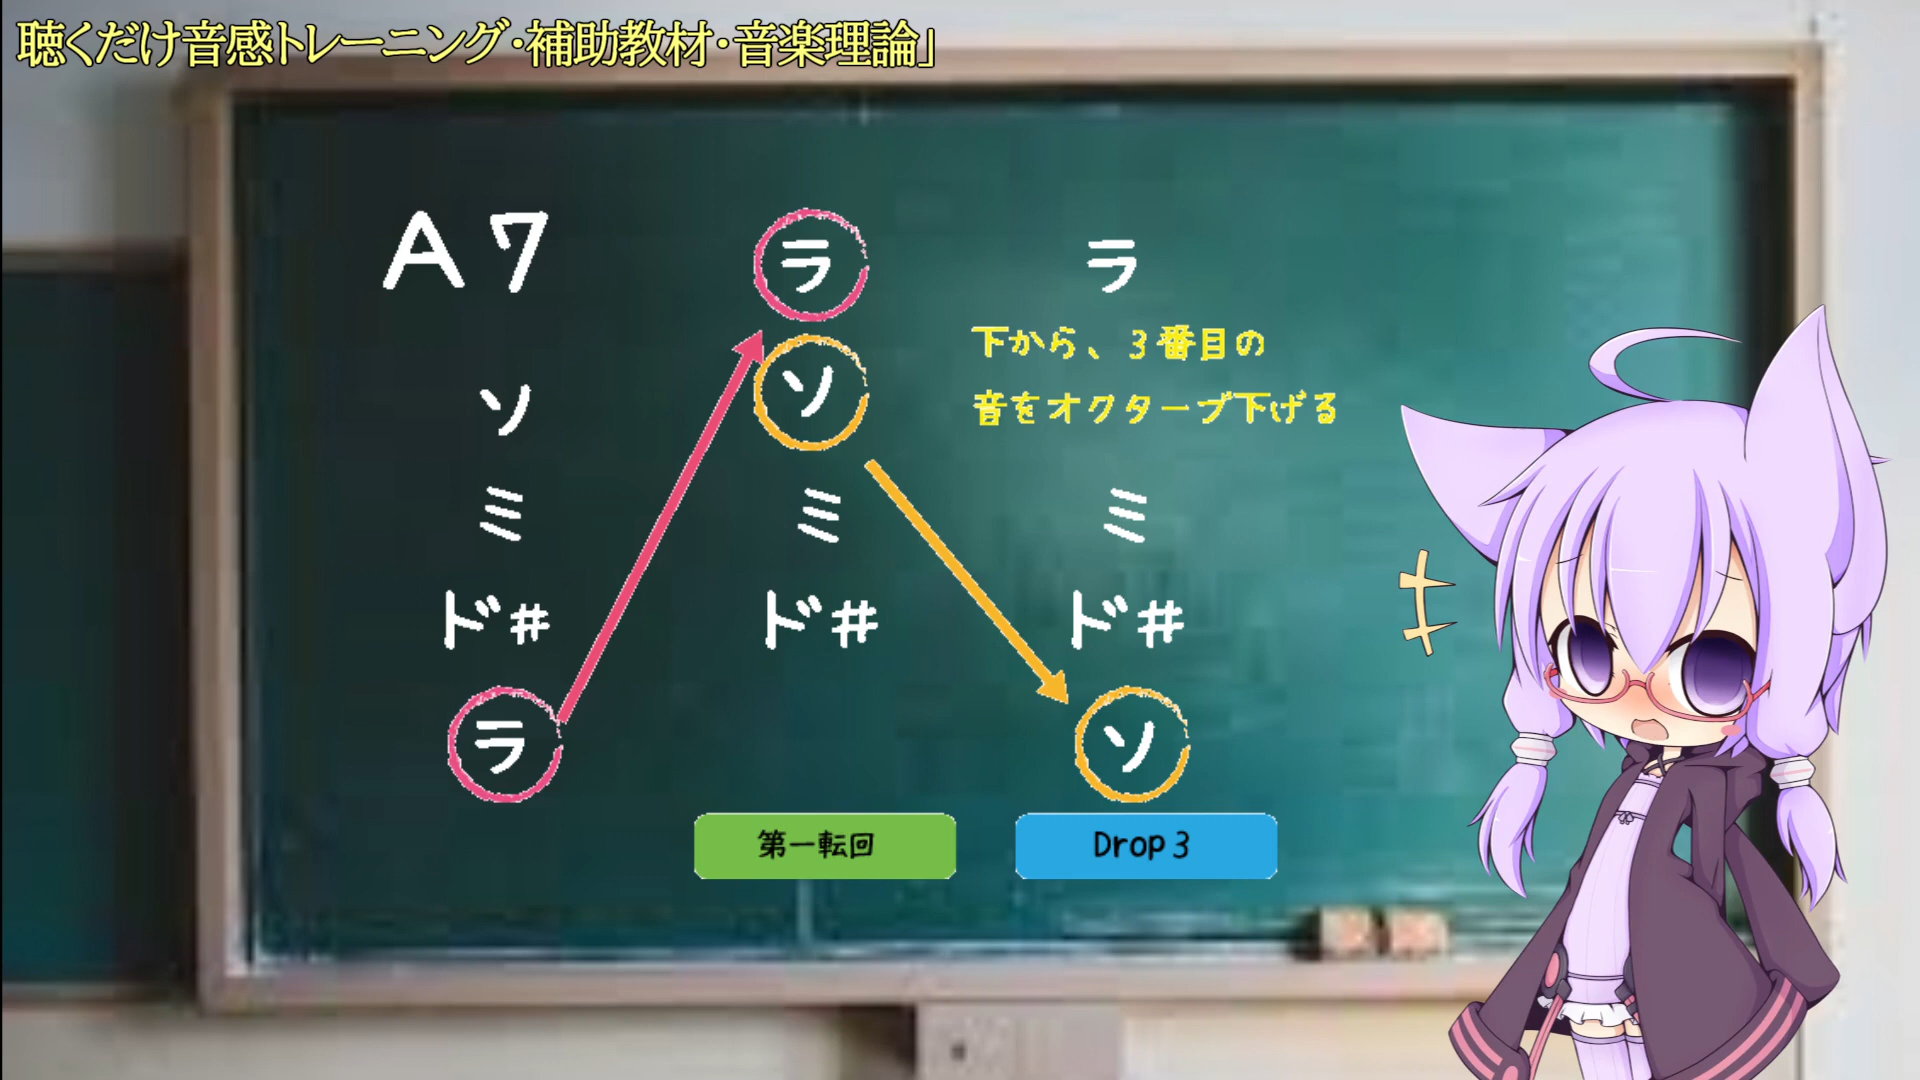 聴くだけ音感トレーニング・補助教材・音楽理論」
A7
ソ
ミ
ド#
ラ
ラ
ソ
ミ
ド#
第一転回
ラ
下から、3番目の
音をオクターブ下げる
ミ
ド#
ソ
Drop3